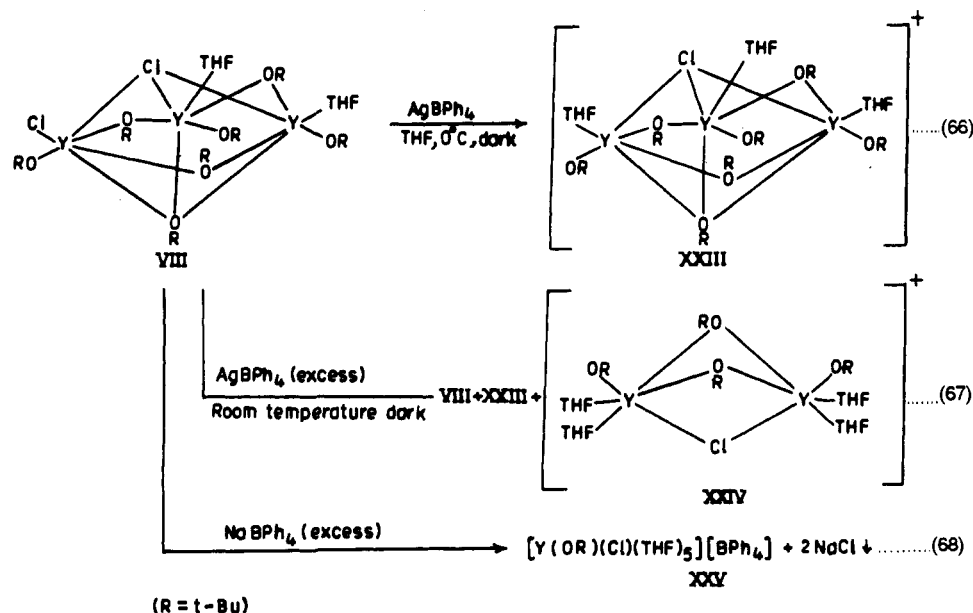 Cl THF OR THF
Cl Y O R Y OR Y OR
RO O R
O R
VIII
AgBPh4
THF, 0°C, dark
+
Cl THF OR THF
THF Y O R Y OR Y OR
OR O R
O R
XXIII
......(66)
AgBPh4 (excess)
Room temperature dark
VIII+XXIII+
+
RO
OR O R OR
THF Y Y THF
THF Cl THF
XXIV
......(67)
NaBPh4 (excess)
[Y(OR)(Cl)(THF)5][BPh4] + 2NaCl↓ ......(68)
XXV
(R = t-Bu)